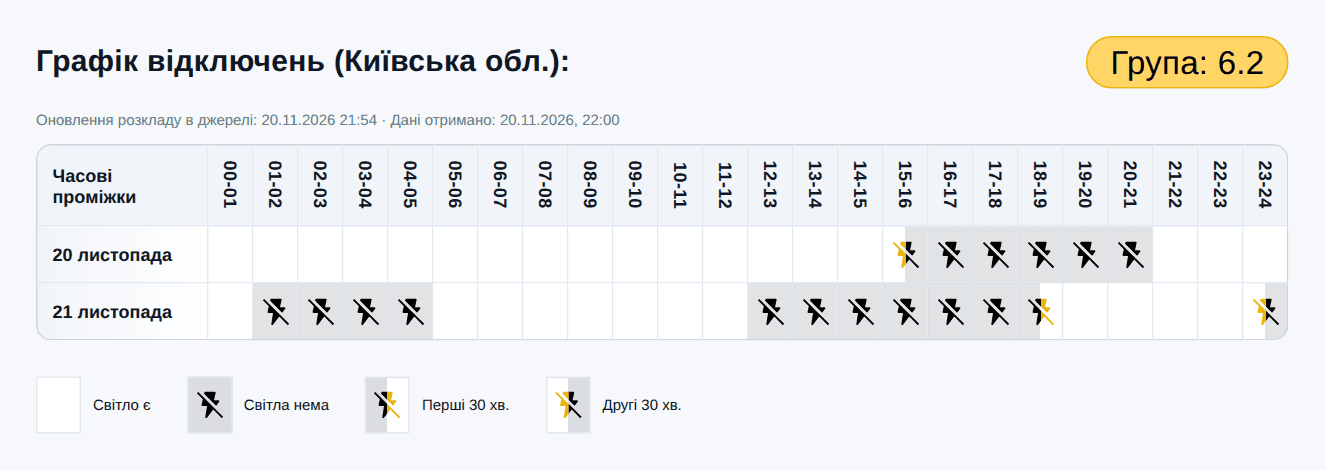 Графік відключень (Київська обл.):
Група: 6.2
Оновлення розкладу в джерелі: 20.11.2026 21:54 · Дані отримано: 20.11.2026, 22:00
Часові
проміжки
00-01
01-02
02-03
03-04
04-05
05-06
06-07
07-08
08-09
09-10
10-11
11-12
12-13
13-14
14-15
15-16
16-17
17-18
18-19
19-20
20-21
21-22
22-23
23-24
20 листопада
21 листопада
Світло є
Світла нема
Перші 30 хв.
Другі 30 хв.